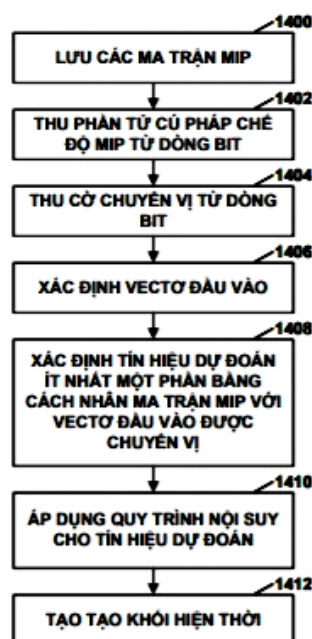 1400
LƯU CÁC MA TRẬN MIP
1402
THU PHẦN TỬ CÚ PHÁP CHẾ
ĐỘ MIP TỪ DÒNG BIT
1404
THU CỜ CHUYỂN VỊ TỪ DÒNG
BIT
1406
XÁC ĐỊNH VECTƠ ĐẦU VÀO
1408
XÁC ĐỊNH TÍN HIỆU DỰ ĐOÁN
ÍT NHẤT MỘT PHẦN BẰNG
CÁCH NHÂN MA TRẬN MIP VỚI
VECTƠ ĐẦU VÀO ĐƯỢC
CHUYỂN VỊ
1410
ÁP DỤNG QUY TRÌNH NỘI SUY
CHO TÍN HIỆU DỰ ĐOÁN
1412
TẠO TẠO KHỐI HIỆN THỜI